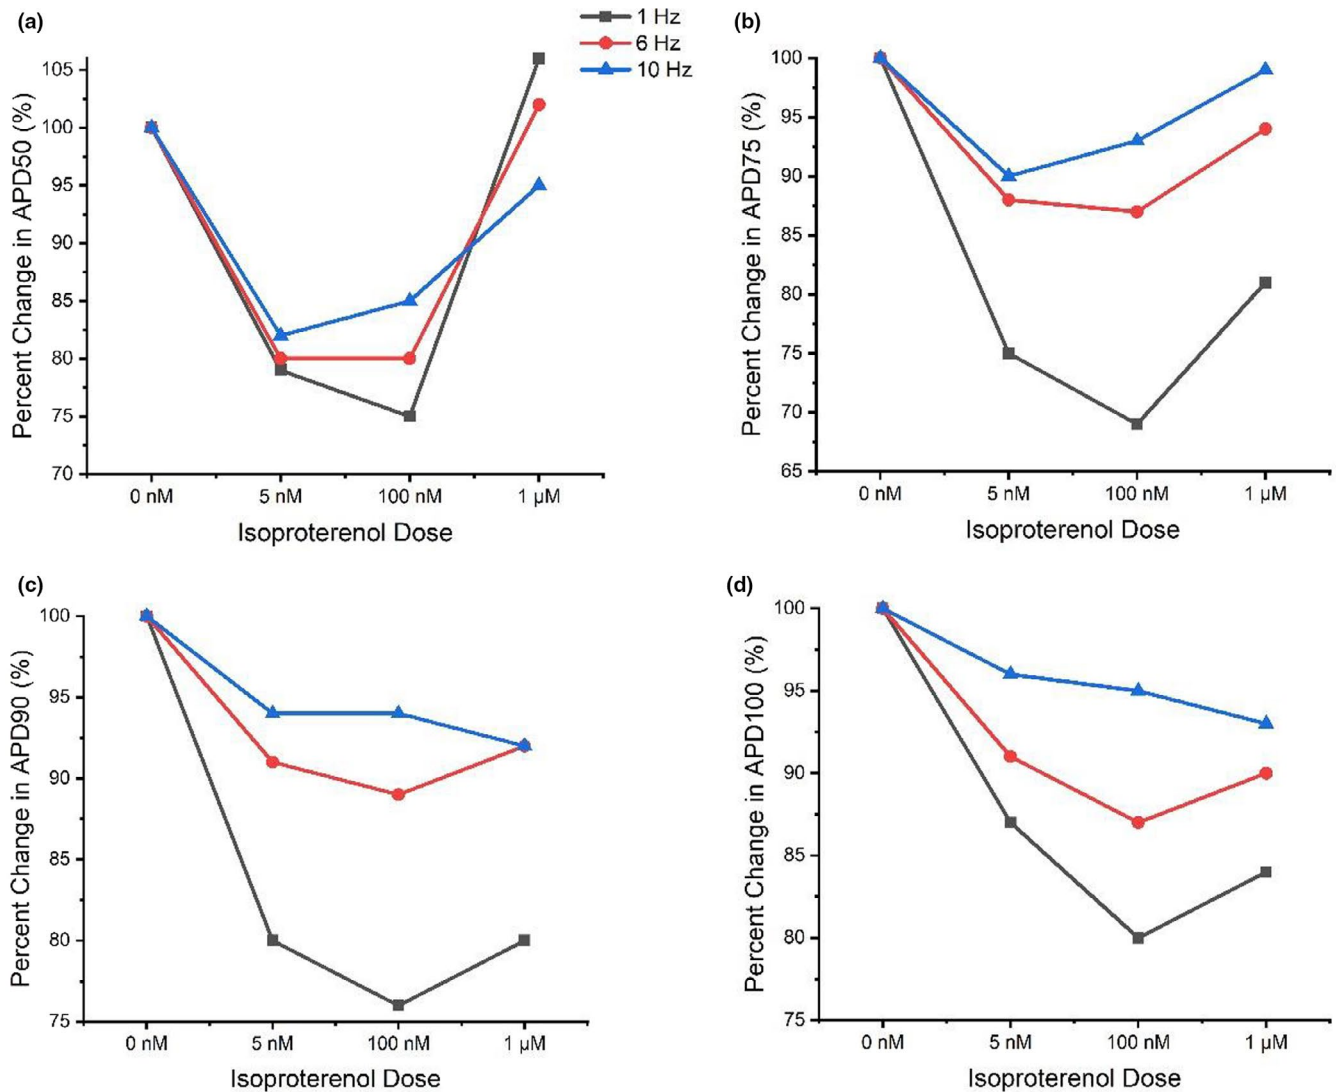 (a)
1 Hz
6 Hz
10 Hz
Percent Change in APD50 (%)
105
100
95
90
85
80
75
70
0 nM 5 nM 100 nM 1 µM
Isoproterenol Dose
(b)
Percent Change in APD75 (%)
100
95
90
85
80
75
70
65
0 nM 5 nM 100 nM 1 µM
Isoproterenol Dose
(c)
Percent Change in APD90 (%)
100
95
90
85
80
75
0 nM 5 nM 100 nM 1 µM
Isoproterenol Dose
(d)
Percent Change in APD100 (%)
100
95
90
85
80
75
0 nM 5 nM 100 nM 1 µM
Isoproterenol Dose